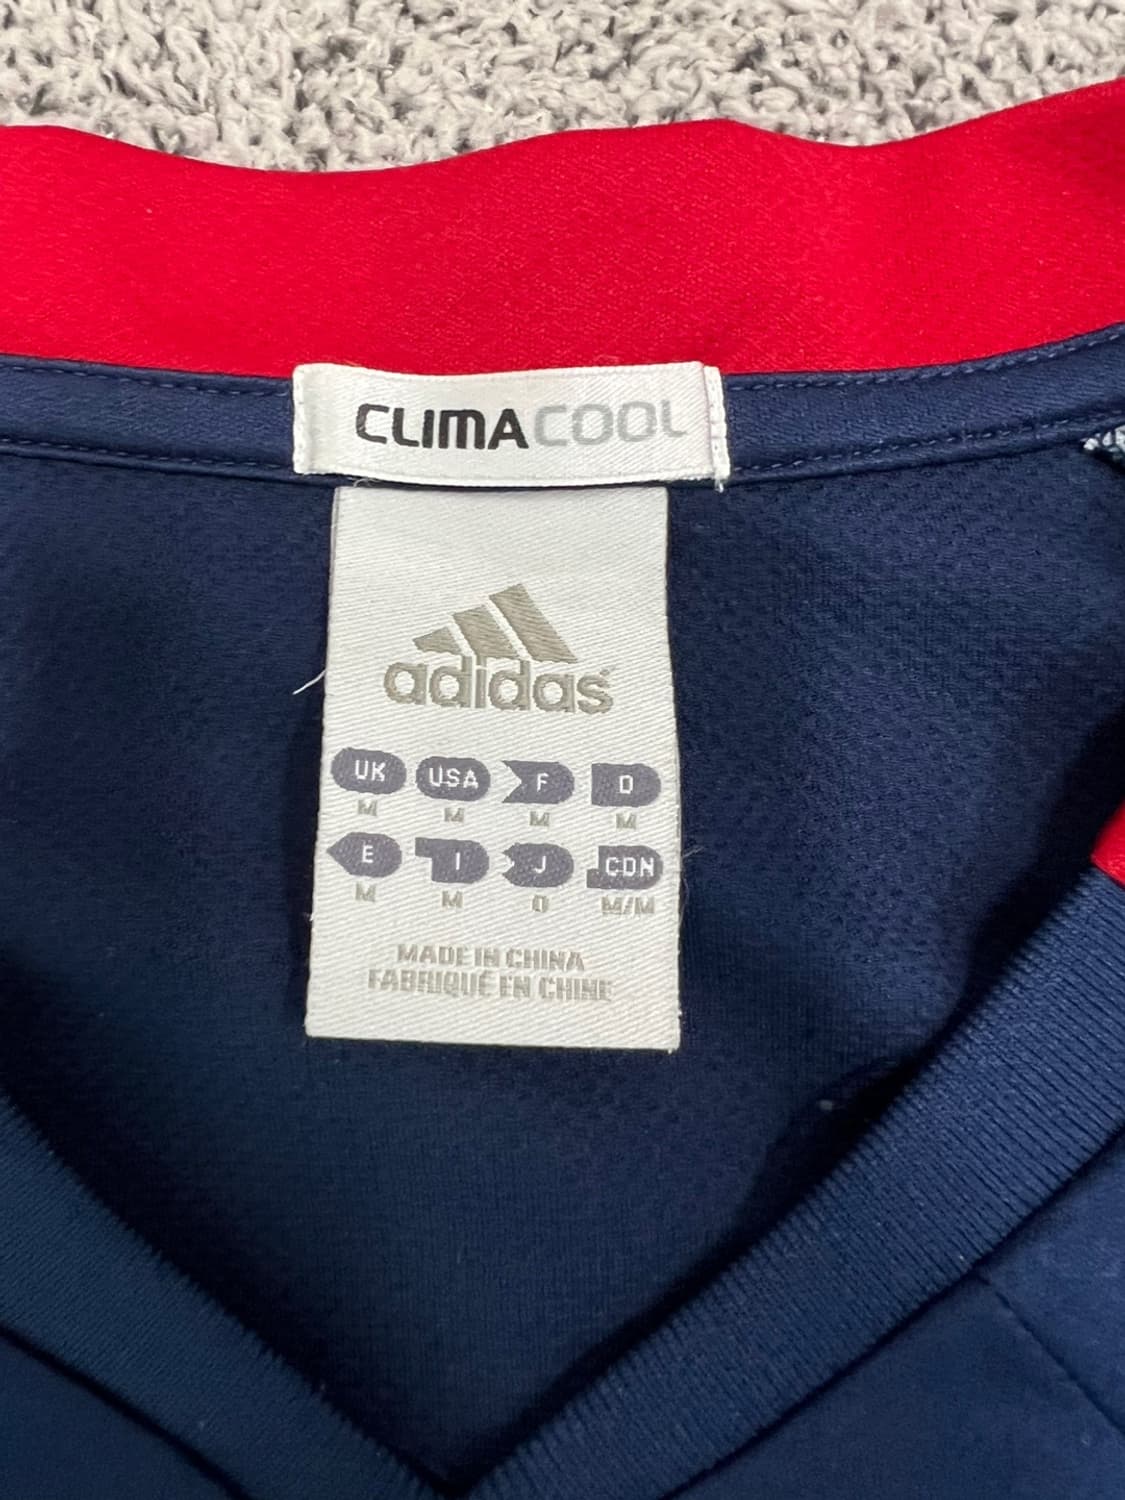 CLIMACOOL
adidas
UK USA F D
M M M M
E I J CDN
M M O M/M
MADE IN CHINA
FABRIQUÉ EN CHINE